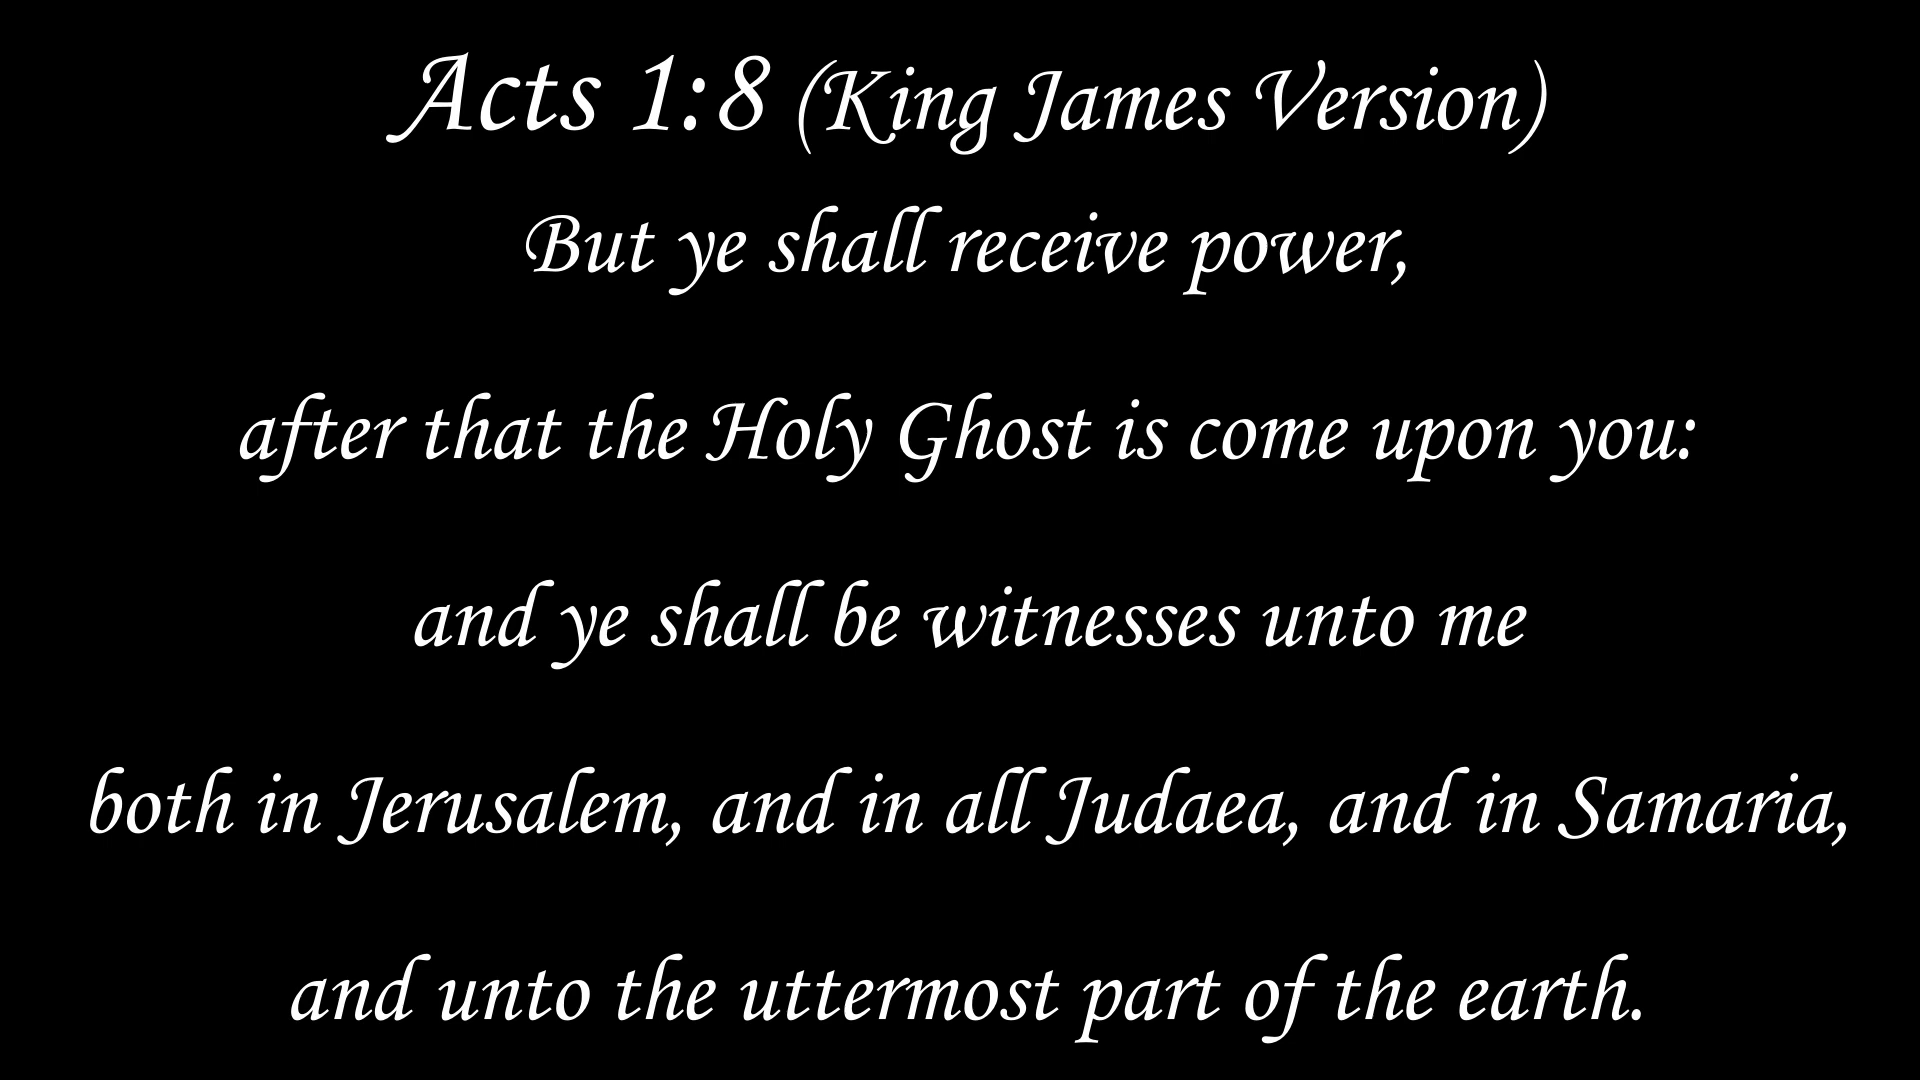 Acts 1:8 (King James Version)
But ye shall receive power,
after that the Holy Ghost is come upon you:
and ye shall be witnesses unto me
both in Jerusalem, and in all Judaea, and in Samaria,
and unto the uttermost part of the earth.